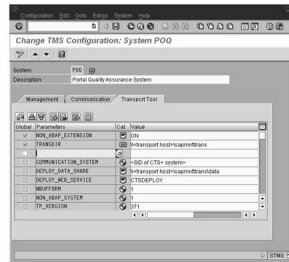 Configuration Edit Goto Extras System Help
Change TMS Configuration: System POQ
System POQ
Description Portal Quality Assurance System
Management Communication Transport Tool
Global Parameters Cat Value
NON_ABAP_EXTENSION ON
TRANSDIR \\<transport host>\sapmnt\trans
COMMUNICATION_SYSTEM <SID of CTS+ system>
DEPLOY_DATA_SHARE \\<transport host>\sapmnt\trans\data
DEPLOY_WEB_SERVICE CTSDEPLOY
NBUFFORM 1
NON_ABAP_SYSTEM 1
TP_VERSION 371
STMS